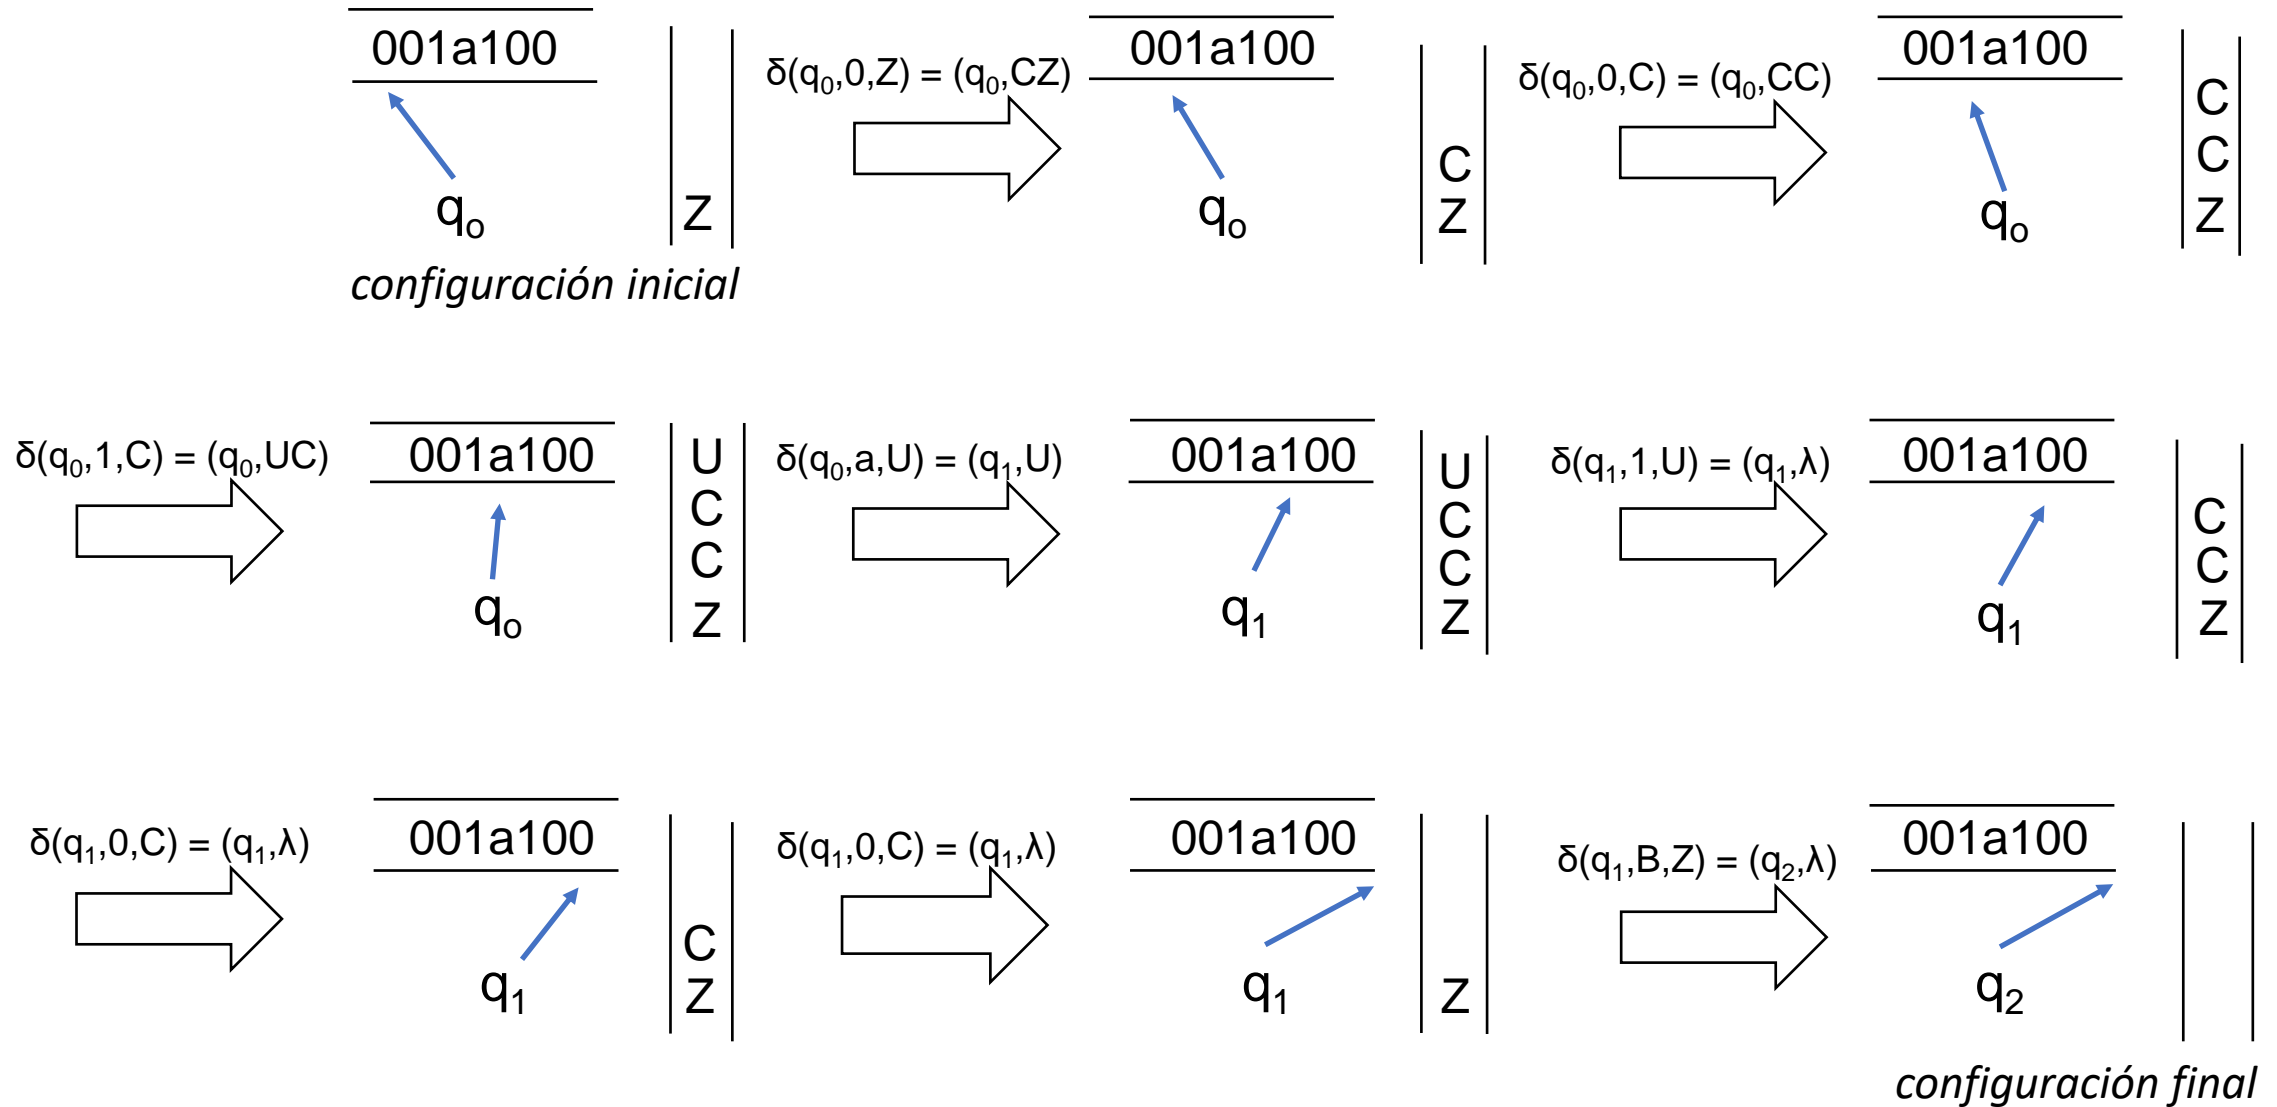 001a100
Z
q₀
configuración inicial
δ(q₀,0,Z) = (q₀,CZ)
001a100
C
Z
q₀
δ(q₀,0,C) = (q₀,CC)
001a100
C
C
Z
q₀
δ(q₀,1,C) = (q₀,UC)
001a100
U
C
C
Z
q₀
δ(q₀,a,U) = (q₁,U)
001a100
U
C
C
Z
q₁
δ(q₁,1,U) = (q₁,λ)
001a100
C
C
Z
q₁
δ(q₁,0,C) = (q₁,λ)
001a100
C
Z
q₁
δ(q₁,0,C) = (q₁,λ)
001a100
Z
q₁
δ(q₁,B,Z) = (q₂,λ)
001a100
q₂
configuración final